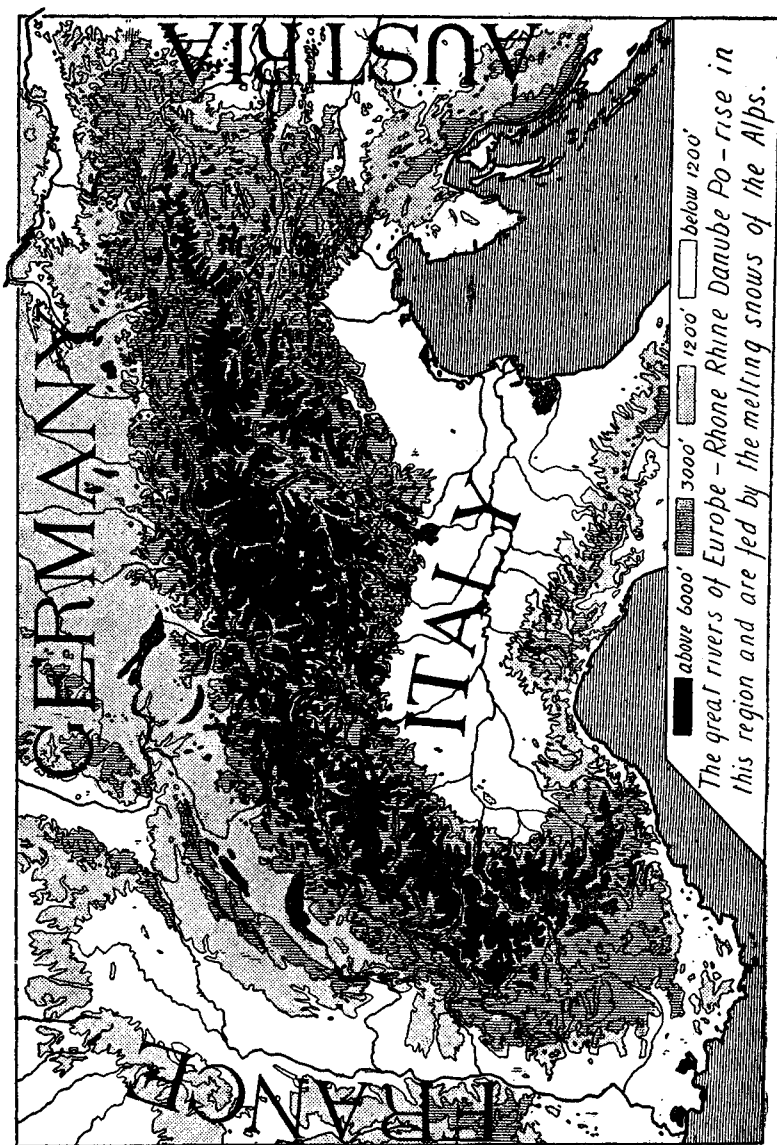 GERMANY
AUSTRIA
FRANCE
ITALY
above 6000' 3000' 1200' below 1200'
The great rivers of Europe – Rhone Rhine Danube Po – rise in
this region and are fed by the melting snows of the Alps.